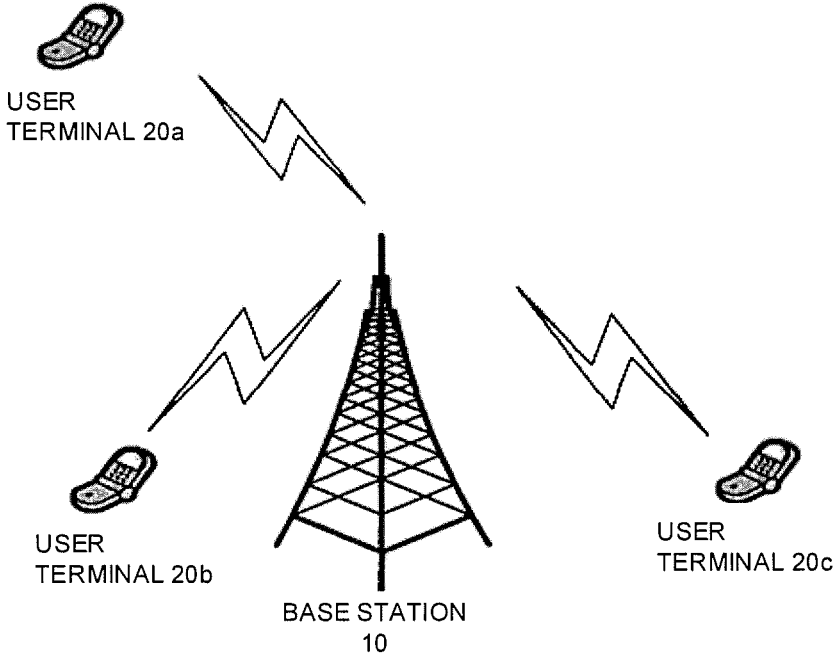 USER
TERMINAL 20a
USER
TERMINAL 20b
USER
TERMINAL 20c
BASE STATION
10